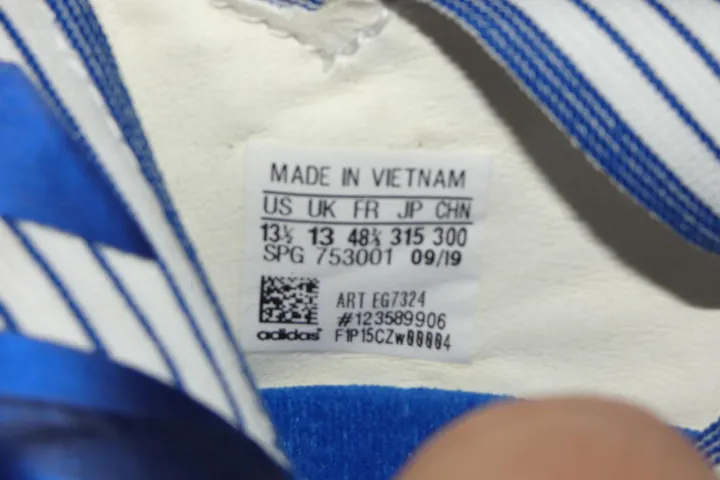 MADE IN VIETNAM
US UK FR JP CHN
13½ 13 48⅔ 315 300
SPG 753001 09/19
ART EG7324
#123589906
adidas F1P15CZw00004